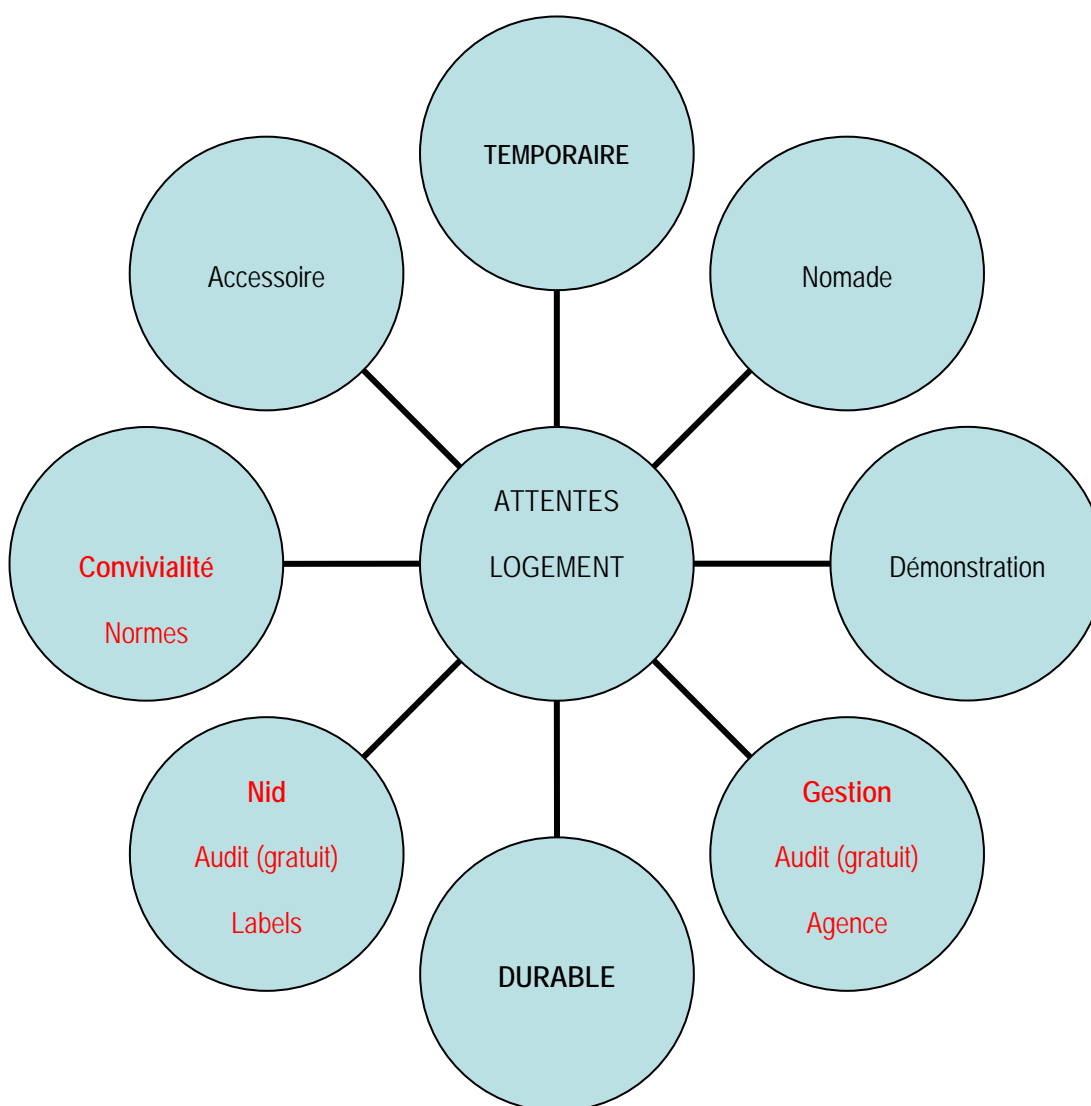 TEMPORAIRE
Accessoire
Nomade
ATTENTES
LOGEMENT
Convivialité
Normes
Démonstration
Nid
Audit (gratuit)
Labels
Gestion
Audit (gratuit)
Agence
DURABLE